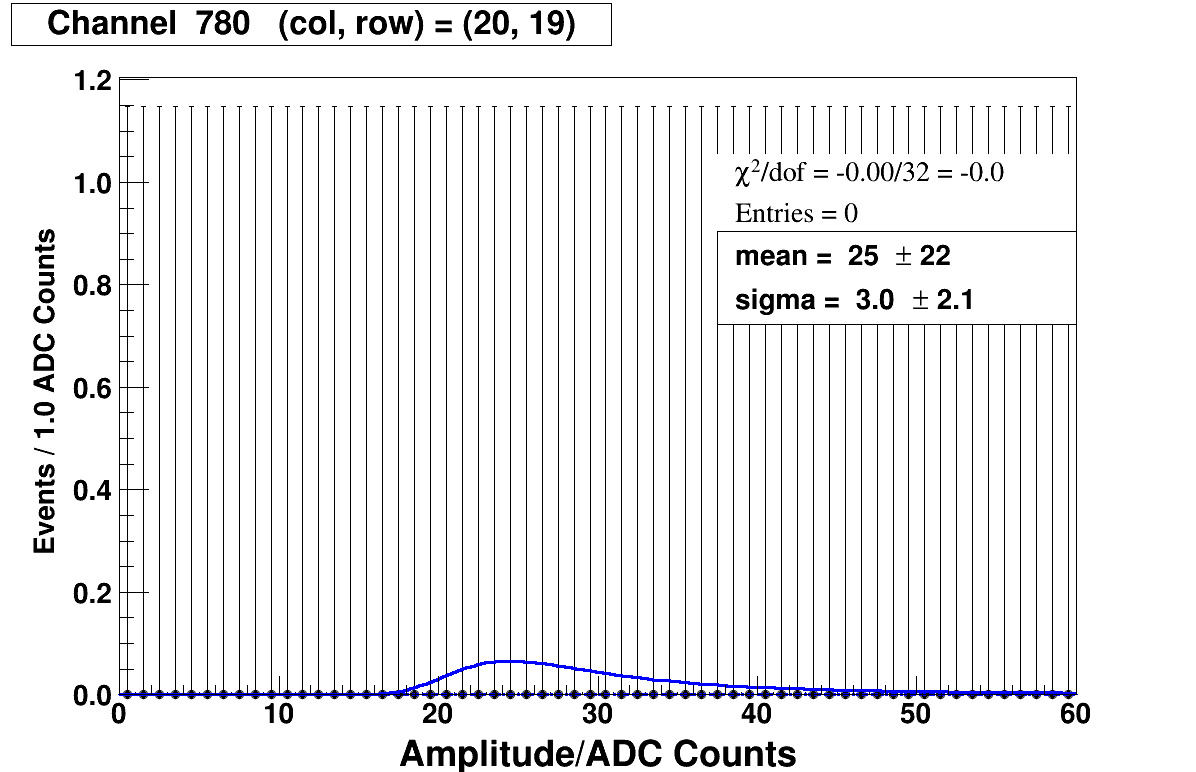 Channel 780 (col, row) = (20, 19)
1.2
1.0
0.8
0.6
0.4
0.2
0.0
Events / 1.0 ADC Counts
χ²/dof = -0.00/32 = -0.0
Entries = 0
mean = 25 ± 22
sigma = 3.0 ± 2.1
0 10 20 30 40 50 60
Amplitude/ADC Counts